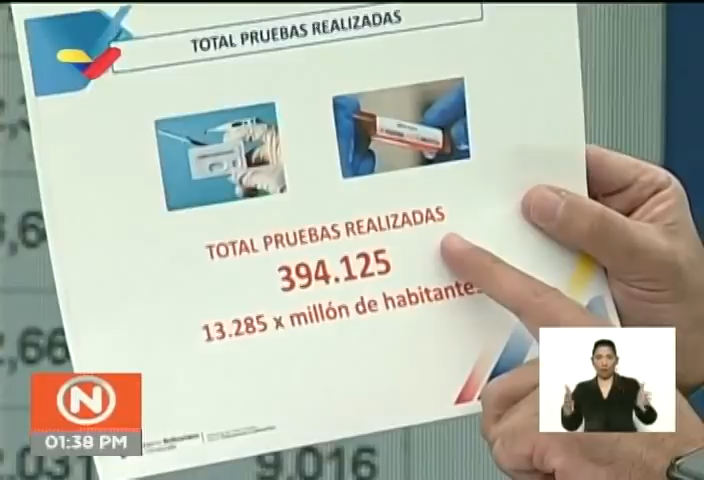 TOTAL PRUEBAS REALIZADAS
TOTAL PRUEBAS REALIZADAS
394.125
13.285 x millón de habitantes
N
01:38 PM
9.016